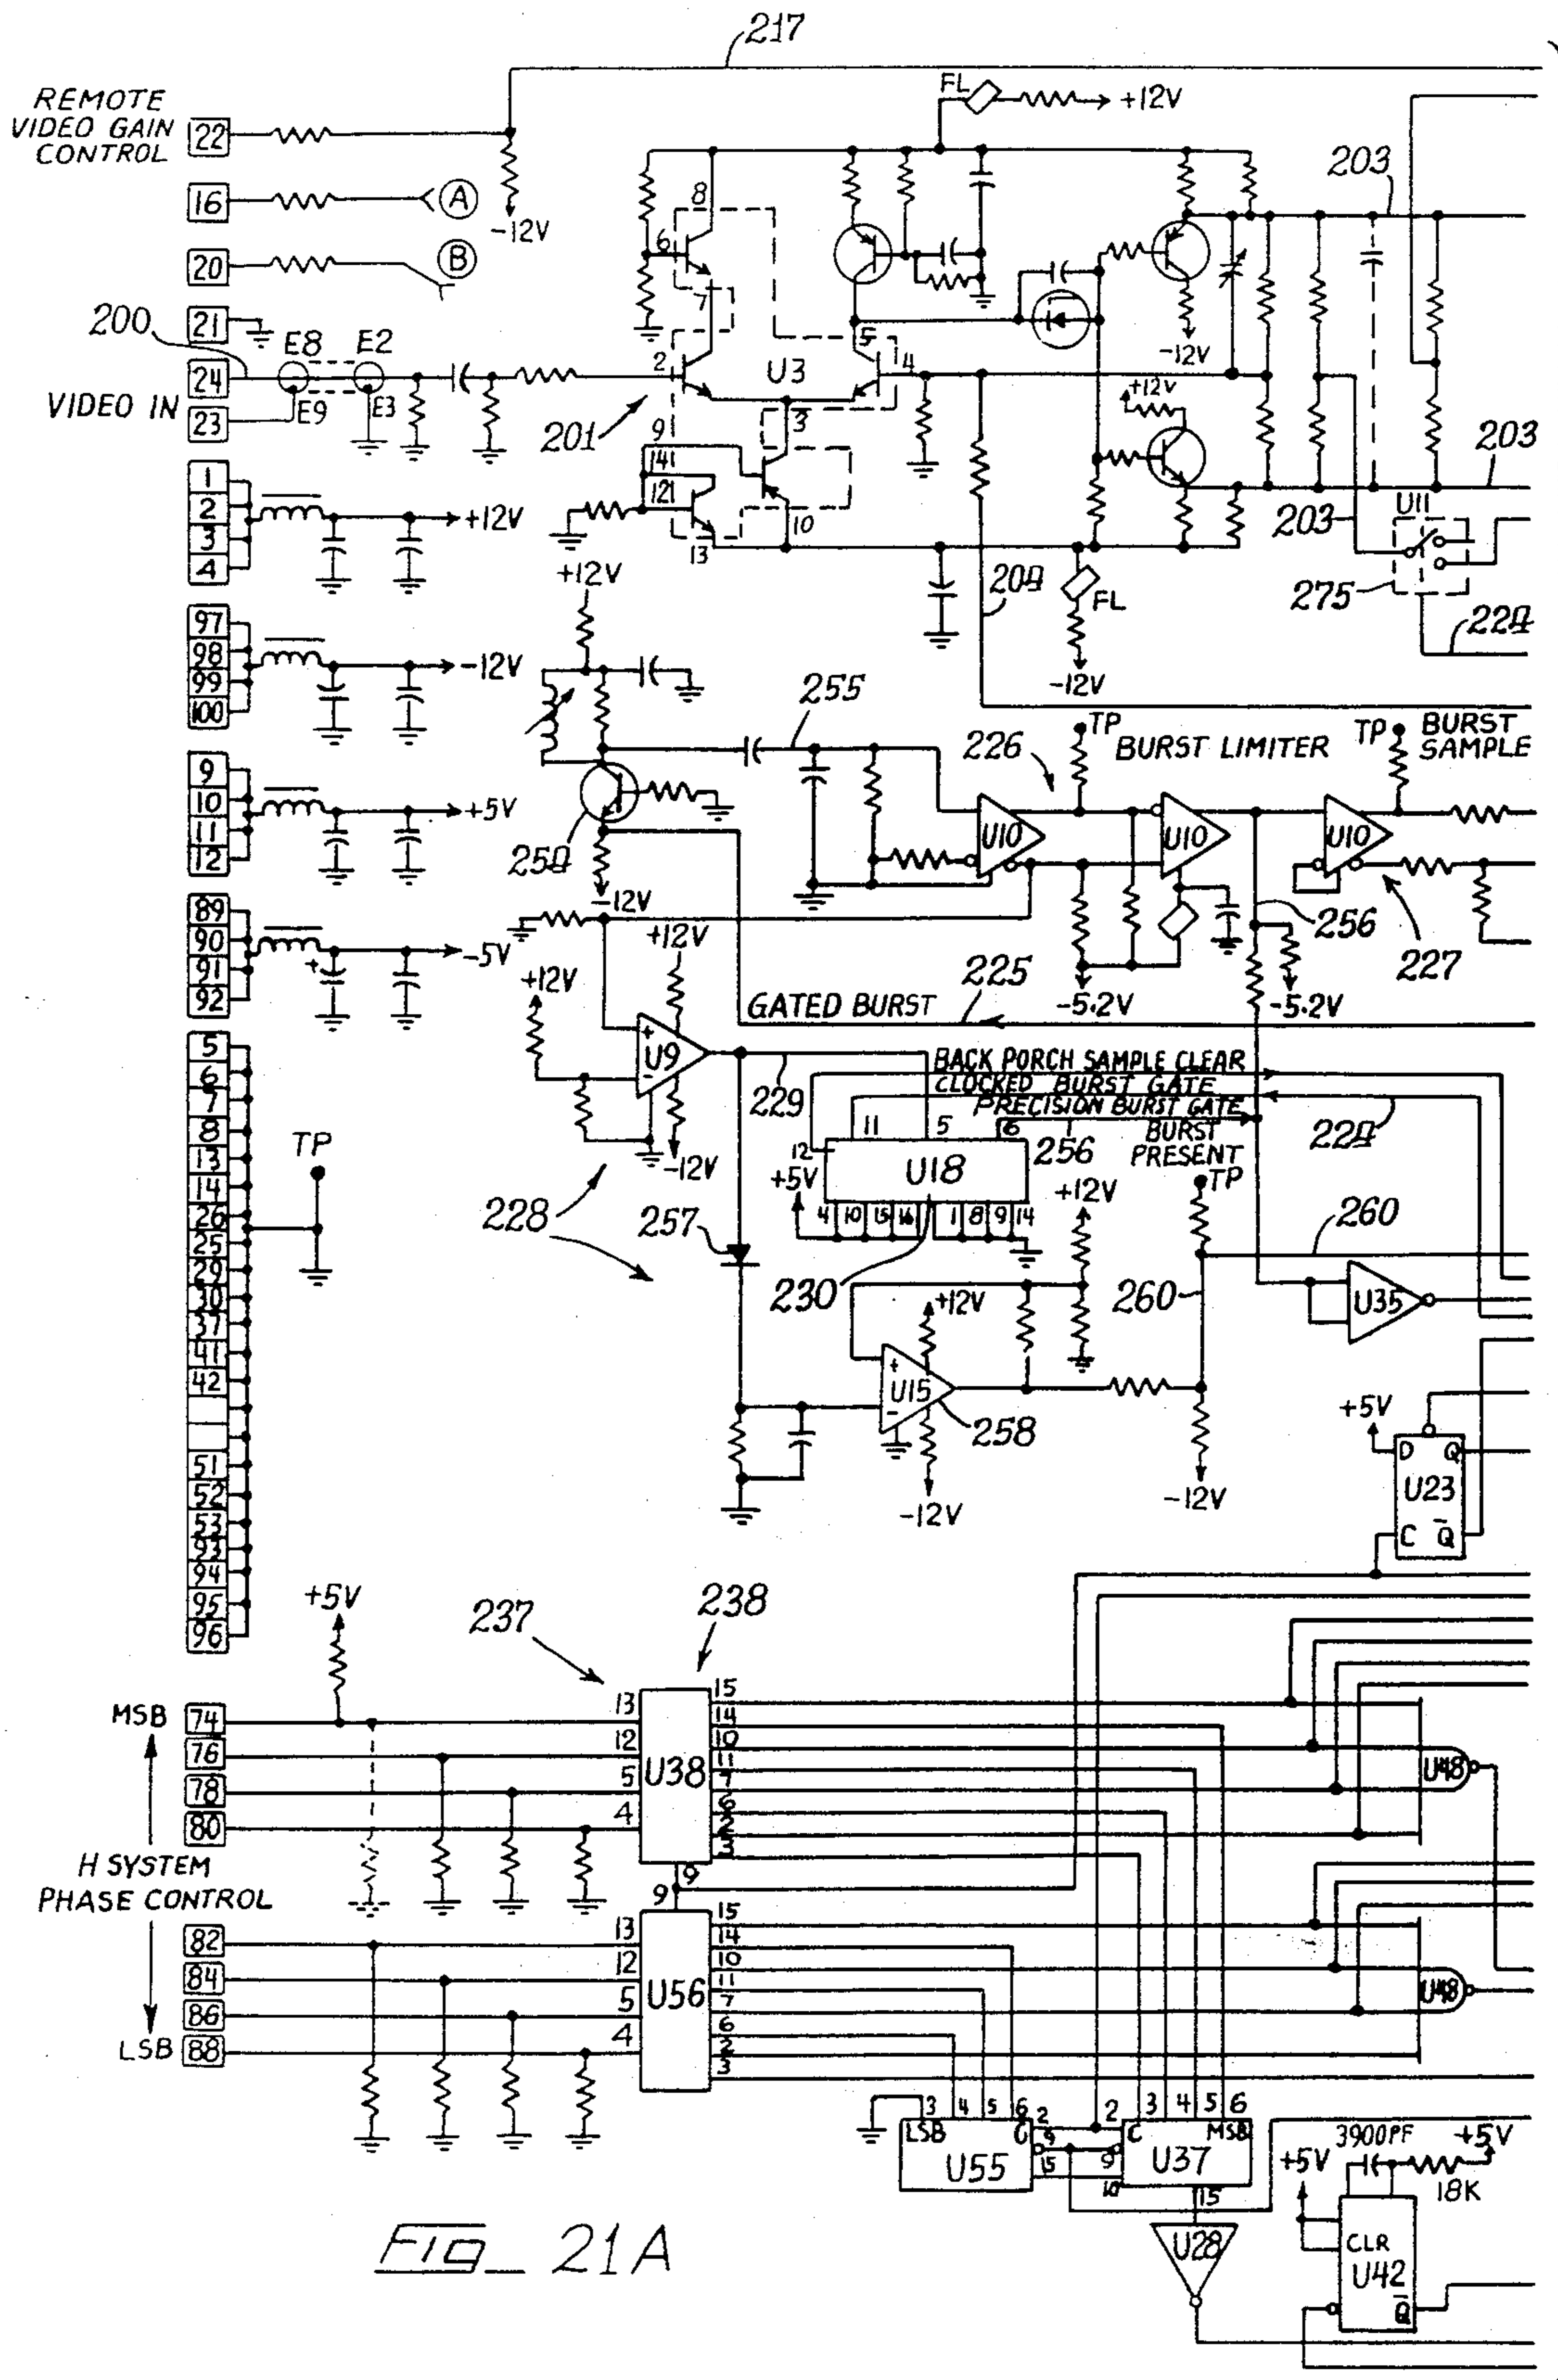 217
REMOTE
VIDEO GAIN
CONTROL
22
FL
+12V
16
A
-12V
20
B
21
200
E8
E2
24
VIDEO IN
23
E9
E3
201
8
6
7
2
U3
5
4
3
9
14
12
13
10
203
-12V
+12V
203
203
U11
275
224
204
FL
-12V
1
2
3
4
+12V
97
98
99
100
-12V
9
10
11
12
+5V
89
90
91
92
-5V
+12V
254
-12V
255
226
TP
BURST LIMITER
TP
BURST
SAMPLE
U10
U10
U10
256
227
-5.2V
-5.2V
+12V
+12V
+
U9
-
-12V
228
GATED BURST
225
229
BACK PORCH SAMPLE CLEAR
CLOCKED BURST GATE
PRECISION BURST GATE
224
11
5
6
256
BURST
PRESENT
TP
12
U18
+5V
4
10
15
16
1
8
9
14
+12V
257
230
260
260
U35
+12V
+
U15
-
258
-12V
-12V
5
6
7
8
13
14
26
25
29
30
37
41
42
51
52
53
93
94
95
96
TP
+5V
D
Q
U23
C
Q̅
+5V
237
238
MSB
74
76
78
80
13
12
5
4
U38
15
14
10
11
7
6
2
3
9
U48
H SYSTEM
PHASE CONTROL
82
84
86
LSB
88
9
13
12
5
4
U56
15
14
10
11
7
6
2
3
U48
3
4
5
6
LSB
C
U55
2
9
15
2
3
4
5
6
C
MSB
9
U37
10
15
U28
3900PF
+5V
+5V
18K
CLR
U42
Q̅
Fig 21A